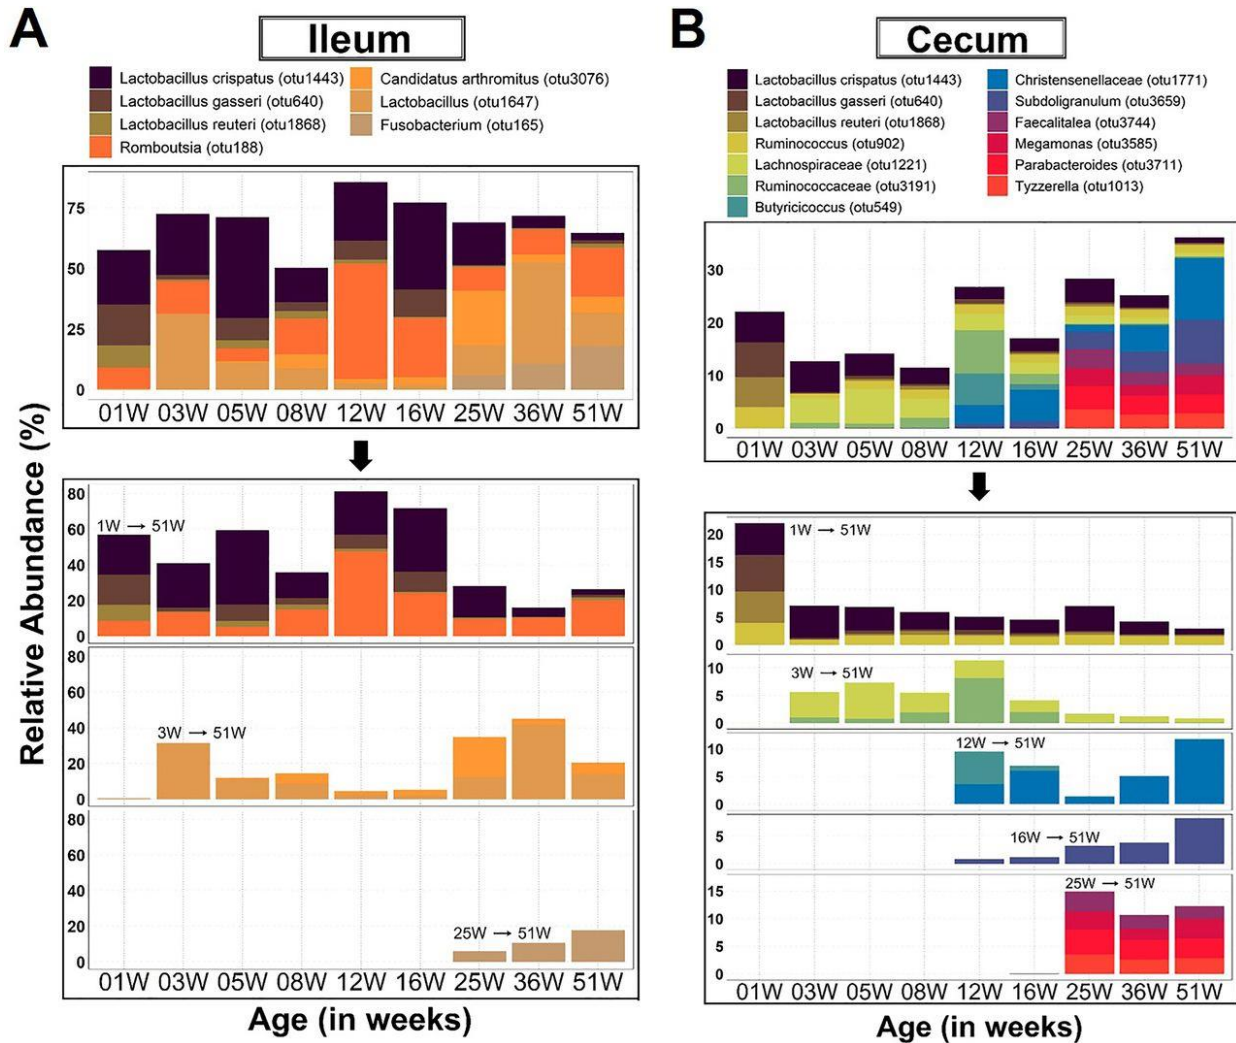 A
Ileum
Lactobacillus crispatus (otu1443)
Lactobacillus gasseri (otu640)
Lactobacillus reuteri (otu1868)
Romboutsia (otu188)
Candidatus arthromitus (otu3076)
Lactobacillus (otu1647)
Fusobacterium (otu165)
75
50
25
0
01W 03W 05W 08W 12W 16W 25W 36W 51W
Relative Abundance (%)
80
60
40
20
0
1W → 51W
80
60
40
20
0
3W → 51W
80
60
40
20
0
25W → 51W
01W 03W 05W 08W 12W 16W 25W 36W 51W
Age (in weeks)
B
Cecum
Lactobacillus crispatus (otu1443)
Lactobacillus gasseri (otu640)
Lactobacillus reuteri (otu1868)
Ruminococcus (otu902)
Lachnospiraceae (otu1221)
Ruminococcaceae (otu3191)
Butyricicoccus (otu549)
Christensenellaceae (otu1771)
Subdoligranulum (otu3659)
Faecalitalea (otu3744)
Megamonas (otu3585)
Parabacteroides (otu3711)
Tyzzerella (otu1013)
30
20
10
0
01W 03W 05W 08W 12W 16W 25W 36W 51W
20
15
10
5
0
1W → 51W
10
5
0
3W → 51W
10
5
0
12W → 51W
5
0
16W → 51W
15
10
5
0
25W → 51W
01W 03W 05W 08W 12W 16W 25W 36W 51W
Age (in weeks)